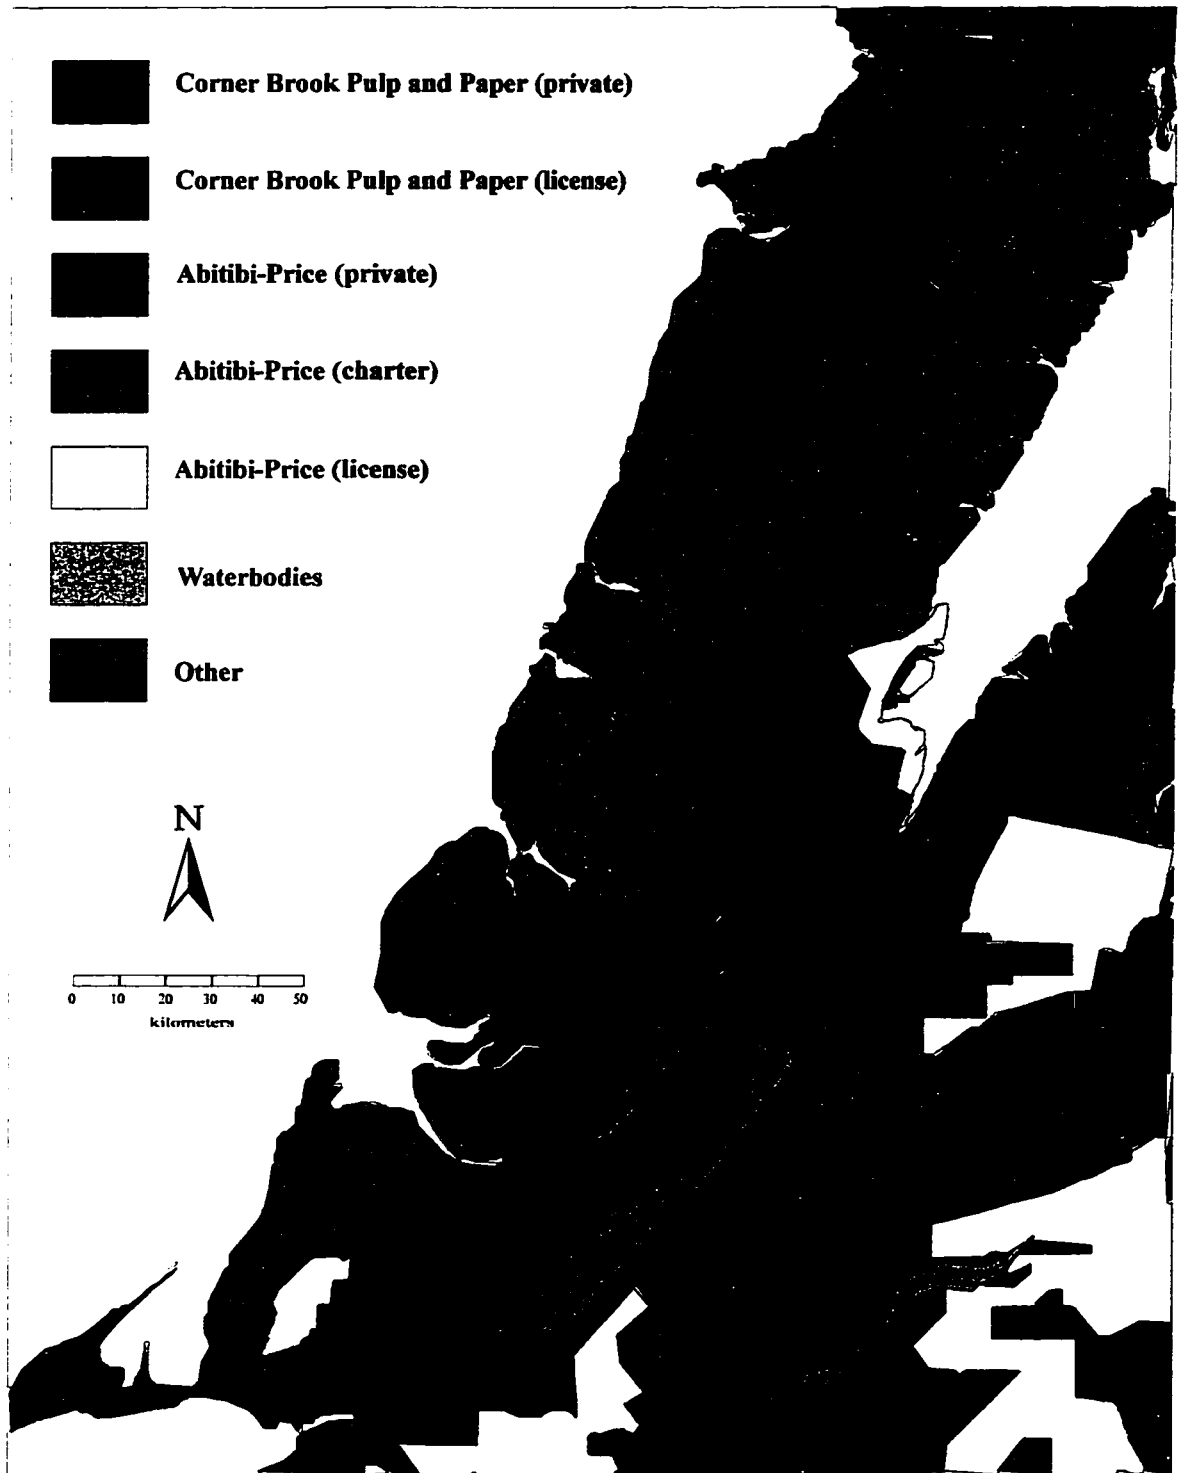 Corner Brook Pulp and Paper (private)
Corner Brook Pulp and Paper (license)
Abitibi-Price (private)
Abitibi-Price (charter)
Abitibi-Price (license)
Waterbodies
Other
N
0 10 20 30 40 50
kilometers